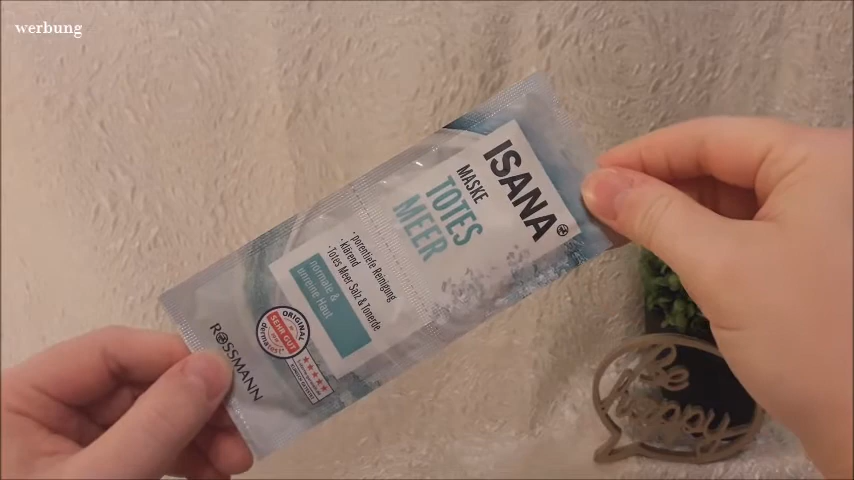 werbung
ISANA
MASKE
TOTES
MEER
· porentiefe Reinigung
· klärend
· Totes Meer Salz & Tonerde
normale &
unreine Haut
ORIGINAL
SEHR GUT
dermatest
ROSSMANN
be
happy